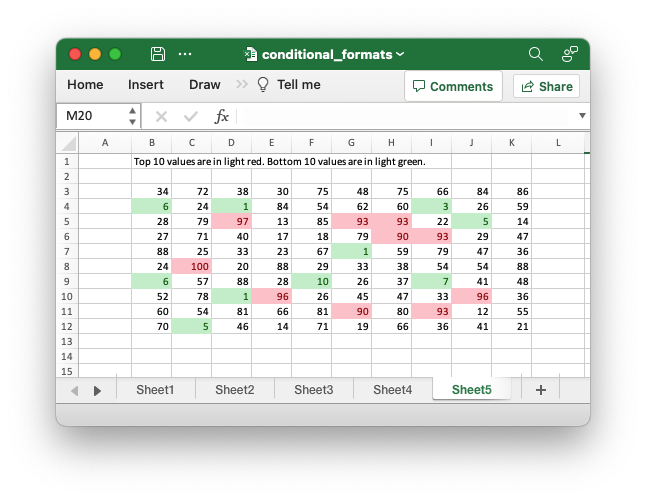 conditional_formats
Home Insert Draw Tell me Comments Share
M20 fx
A B C D E F G H I J K L
1 Top 10 values are in light red. Bottom 10 values are in light green.
2
3 34 72 38 30 75 48 75 66 84 86
4 6 24 1 84 54 62 60 3 26 59
5 28 79 97 13 85 93 93 22 5 14
6 27 71 40 17 18 79 90 93 29 47
7 88 25 33 23 67 1 59 79 47 36
8 24 100 20 88 29 33 38 54 54 88
9 6 57 88 28 10 26 37 7 41 48
10 52 78 1 96 26 45 47 33 96 36
11 60 54 81 66 81 90 80 93 12 55
12 70 5 46 14 71 19 66 36 41 21
13
14
15
Sheet1 Sheet2 Sheet3 Sheet4 Sheet5 +